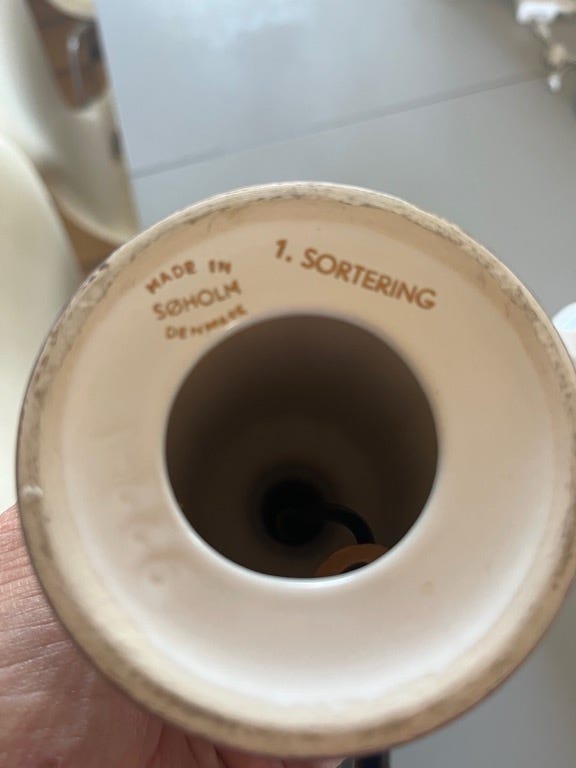 MADE IN
SØHOLM
DENMARK
1. SORTERING